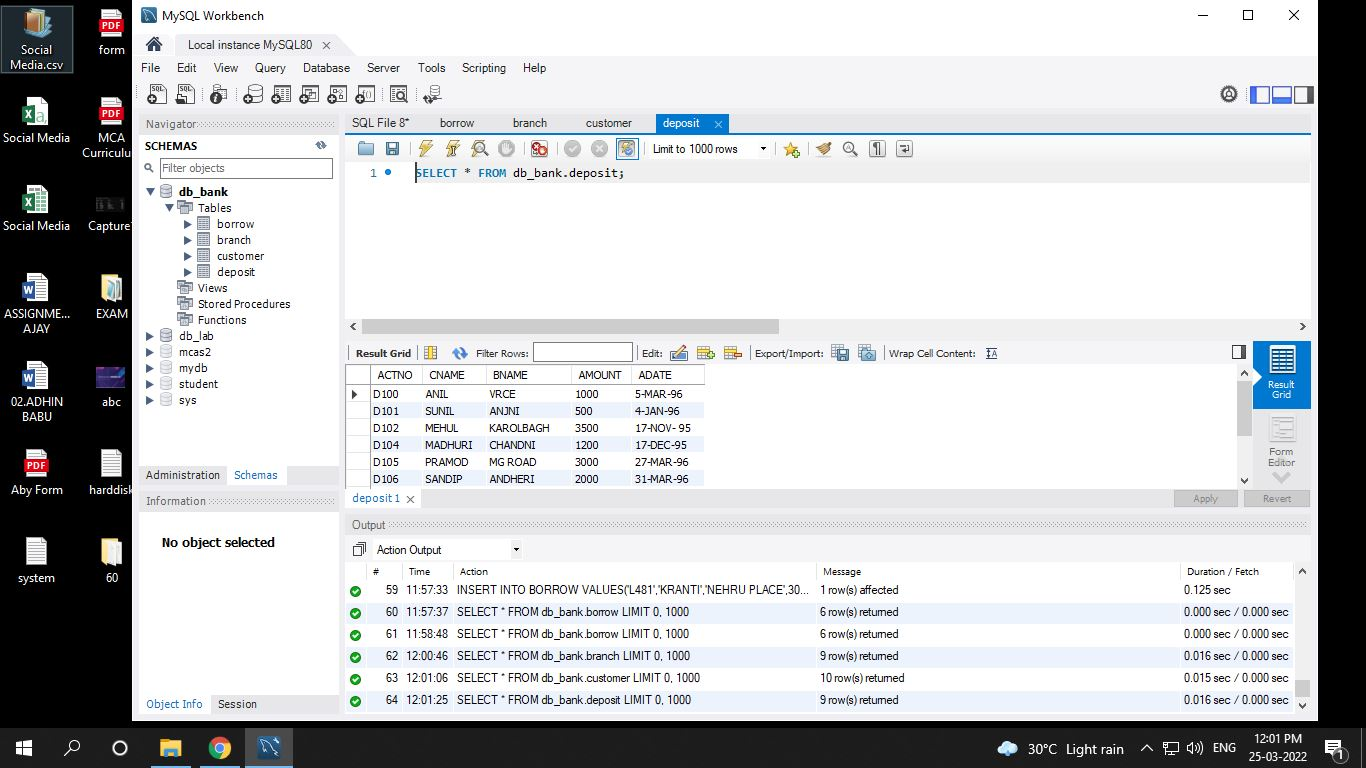 Social
Media.csv
form
Social Media
MCA
Curriculu
Social Media
ASSIGNME...
AJAY
EXAM
02.ADHIN
BABU
abc
Aby Form
harddisk
system
60
MySQL Workbench
Local instance MySQL80
File Edit View Query Database Server Tools Scripting Help
Navigator
SCHEMAS
Filter objects
db_bank
Tables
borrow
branch
customer
deposit
Views
Stored Procedures
Functions
db_lab
mcas2
mydb
student
sys
Administration Schemas
Information
No object selected
Object Info Session
SQL File 8* borrow branch customer deposit
Limit to 1000 rows
1 SELECT * FROM db_bank.deposit;
Result Grid Filter Rows: Edit: Export/Import: Wrap Cell Content:
ACTNO CNAME BNAME AMOUNT ADATE
D100 ANIL VRCE 1000 5-MAR-96
D101 SUNIL ANJNI 500 4-JAN-96
D102 MEHUL KAROLBAGH 3500 17-NOV- 95
D104 MADHURI CHANDNI 1200 17-DEC-95
D105 PRAMOD MG ROAD 3000 27-MAR-96
D106 SANDIP ANDHERI 2000 31-MAR-96
Result
Grid
Form
Editor
deposit 1 Apply Revert
Output
Action Output
# Time Action Message Duration / Fetch
59 11:57:33 INSERT INTO BORROW VALUES('L481','KRANTI','NEHRU PLACE',30... 1 row(s) affected 0.125 sec
60 11:57:37 SELECT * FROM db_bank.borrow LIMIT 0, 1000 6 row(s) returned 0.000 sec / 0.000 sec
61 11:58:48 SELECT * FROM db_bank.borrow LIMIT 0, 1000 6 row(s) returned 0.000 sec / 0.000 sec
62 12:00:46 SELECT * FROM db_bank.branch LIMIT 0, 1000 9 row(s) returned 0.016 sec / 0.000 sec
63 12:01:06 SELECT * FROM db_bank.customer LIMIT 0, 1000 10 row(s) returned 0.015 sec / 0.000 sec
64 12:01:25 SELECT * FROM db_bank.deposit LIMIT 0, 1000 9 row(s) returned 0.016 sec / 0.000 sec
30°C Light rain ENG 12:01 PM
25-03-2022
1